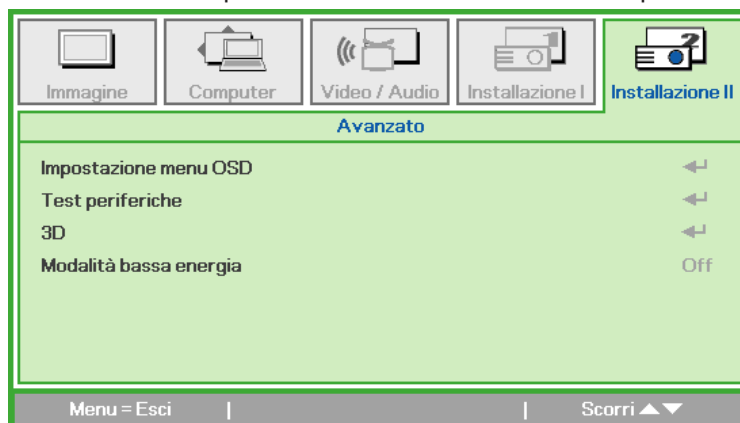 Immagine
Computer
Video / Audio
Installazione I
Installazione II
Avanzato
Impostazione menu OSD
Test periferiche
3D
Modalità bassa energia Off
Menu = Esci | | Scorri